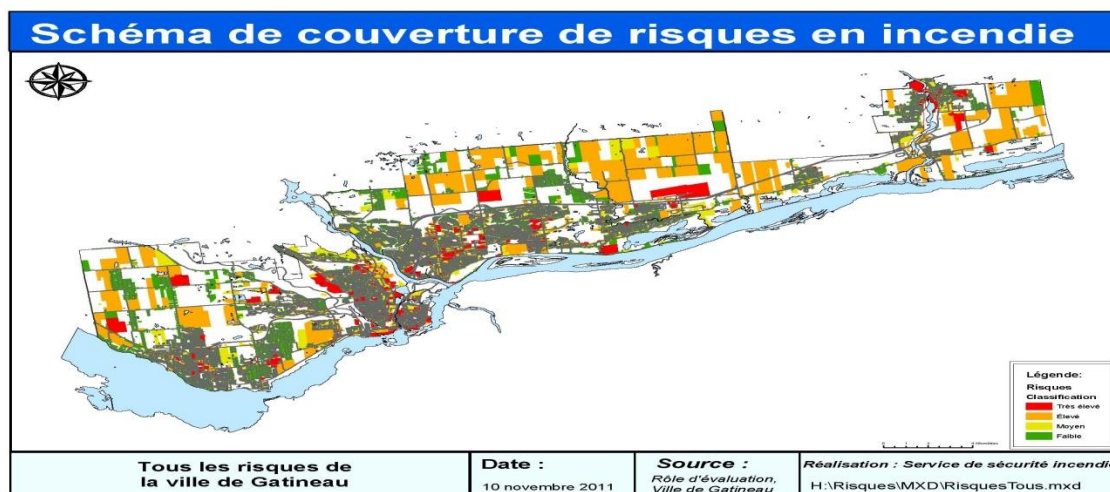 Schéma de couverture de risques en incendie
Légende:
Risques
Classification
Très élevé
Élevé
Moyen
Faible
Tous les risques de
la ville de Gatineau
Date :
10 novembre 2011
Source :
Rôle d'évaluation,
Ville de Gatineau
Réalisation : Service de sécurité incendie
H:\Risques\MXD\RisquesTous.mxd